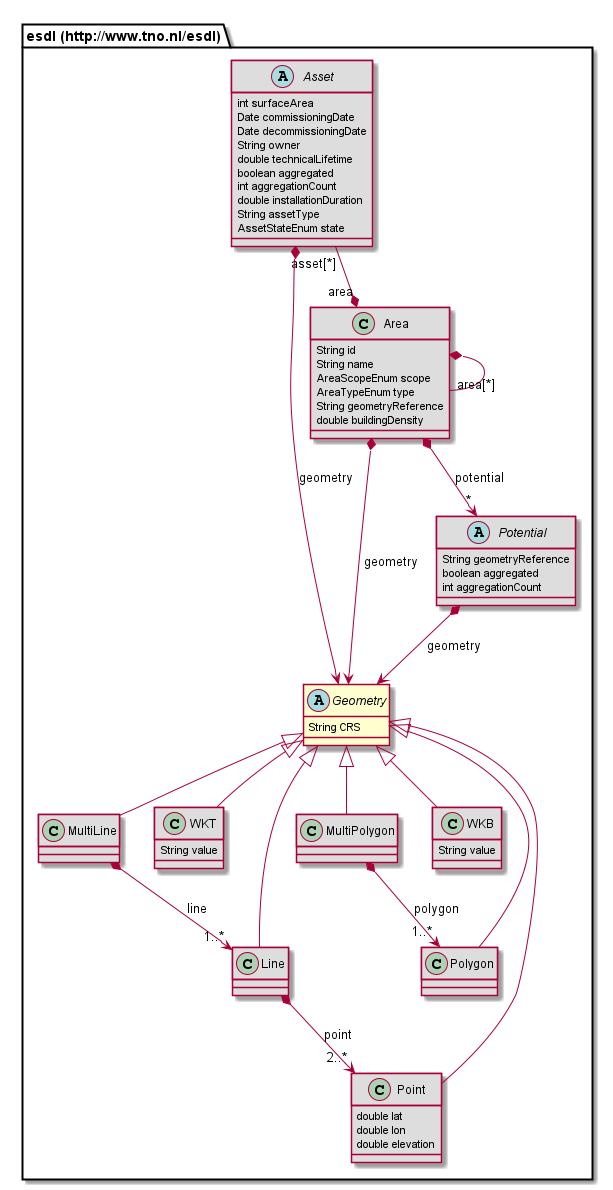 esdl (http://www.tno.nl/esdl)
A Asset
int surfaceArea
Date commissioningDate
Date decommissioningDate
String owner
double technicalLifetime
boolean aggregated
int aggregationCount
double installationDuration
String assetType
AssetStateEnum state
asset[*]
area
C Area
String id
String name
AreaScopeEnum scope
AreaTypeEnum type
String geometryReference
double buildingDensity
area[*]
geometry
potential
*
geometry
A Potential
String geometryReference
boolean aggregated
int aggregationCount
geometry
A Geometry
String CRS
C MultiLine
C WKT
String value
C MultiPolygon
C WKB
String value
line
1..*
polygon
1..*
C Line
C Polygon
point
2..*
C Point
double lat
double lon
double elevation